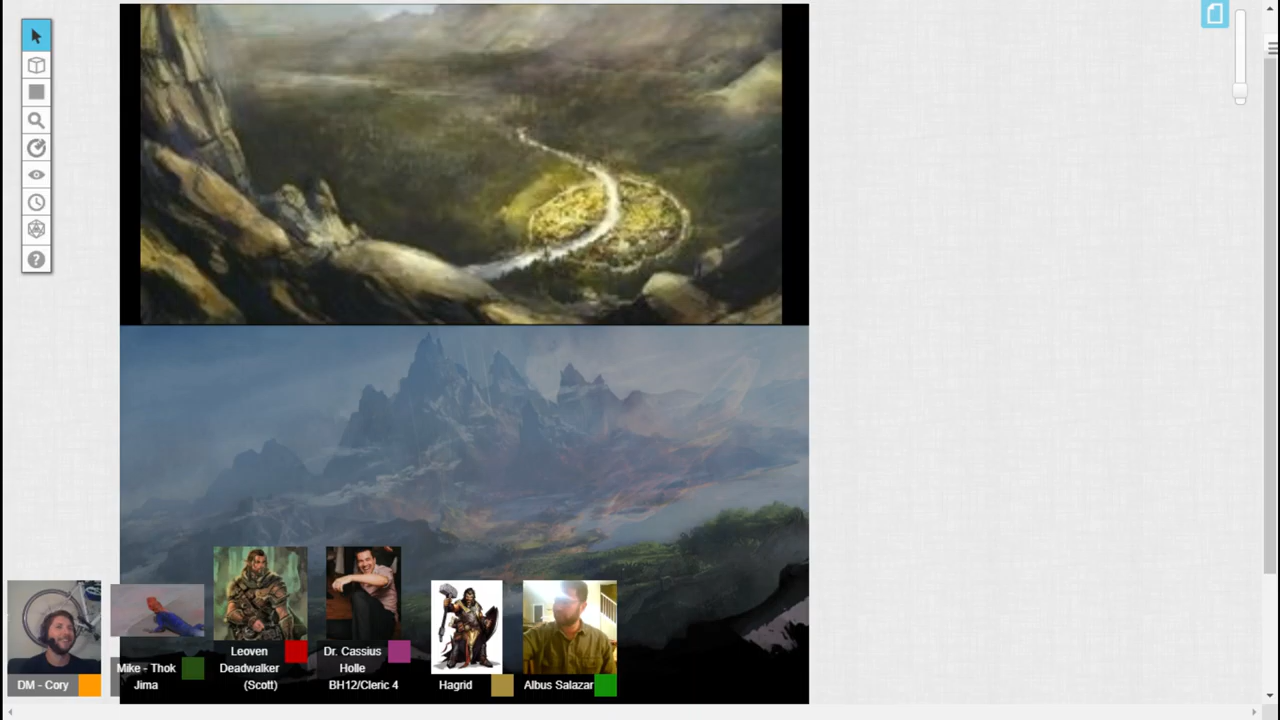 DM - Cory
Mike - Thok
Jima
Leoven
Deadwalker
(Scott)
Dr. Cassius
Holle
BH12/Cleric 4
Hagrid
Albus Salazar